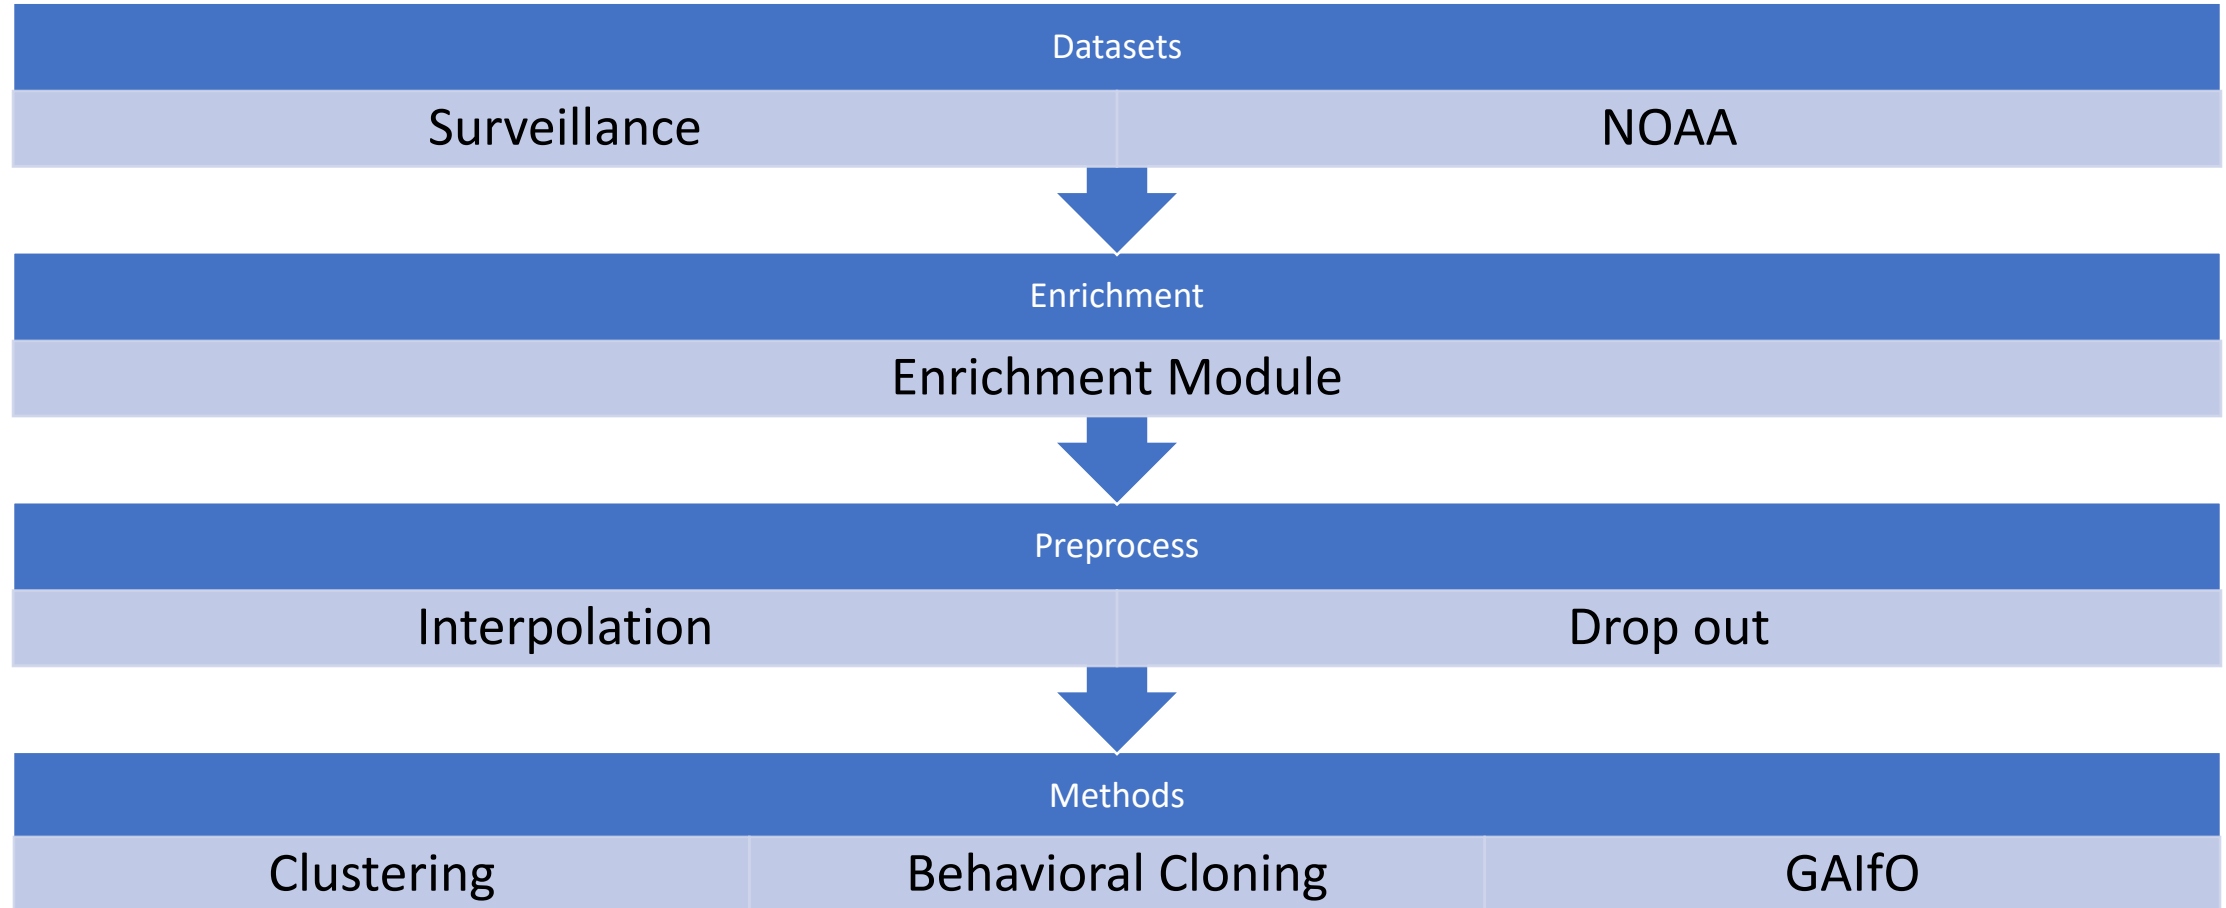 Datasets
Surveillance
NOAA
Enrichment
Enrichment Module
Preprocess
Interpolation
Drop out
Methods
Clustering
Behavioral Cloning
GAIfO